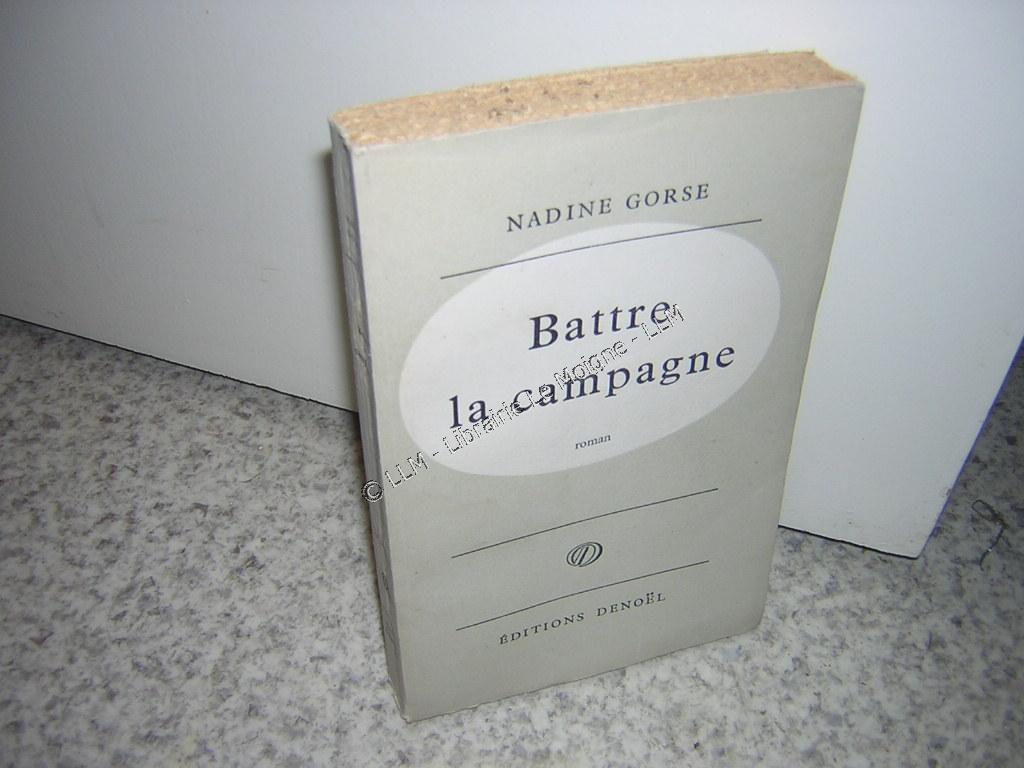 NADINE GORSE
Battre
la campagne
roman
ÉDITIONS DENOËL
© LLM - Librairie Le Moigne - LLM